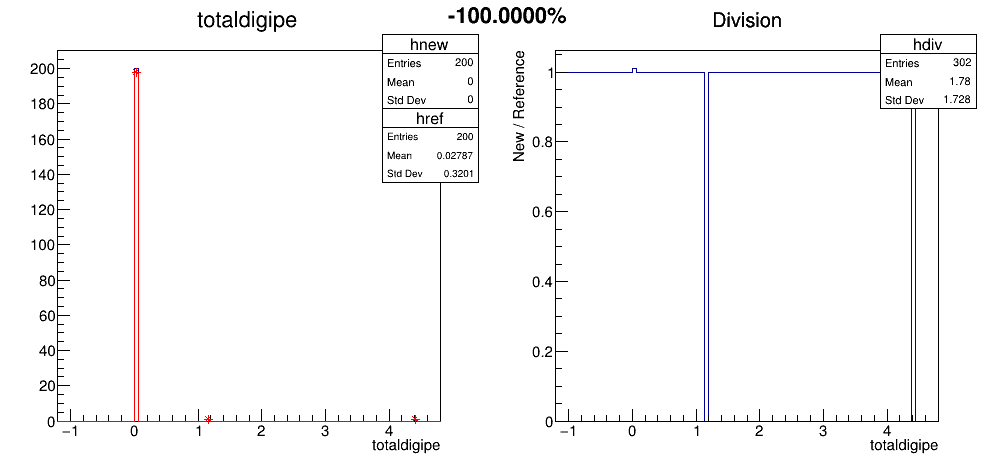 -100.0000%
totaldigipe
hnew
Entries 200
Mean 0
Std Dev 0
href
Entries 200
Mean 0.02787
Std Dev 0.3201
200
180
160
140
120
100
80
60
40
20
0
−1 0 1 2 3 4
totaldigipe
Division
hdiv
Entries 302
Mean 1.78
Std Dev 1.728
New / Reference
1
0.8
0.6
0.4
0.2
0
−1 0 1 2 3 4
totaldigipe